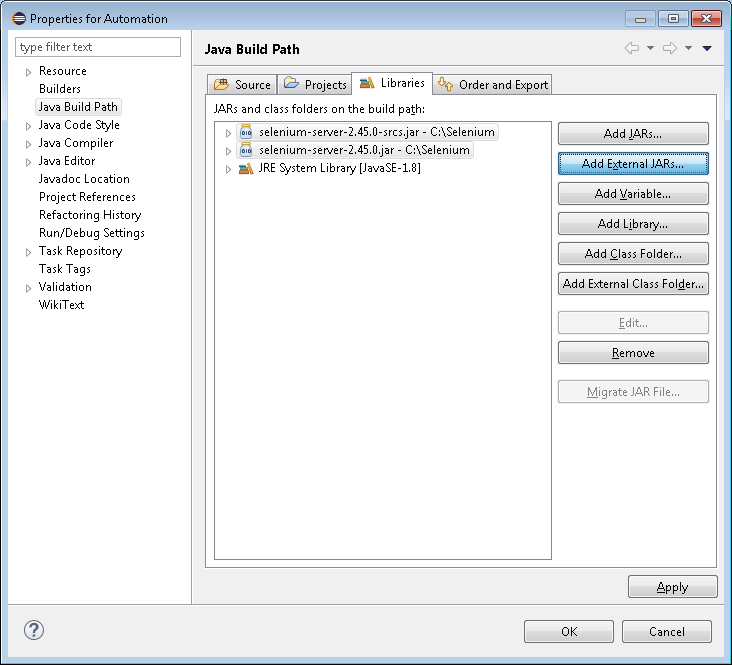 Properties for Automation
type filter text
Resource
Builders
Java Build Path
Java Code Style
Java Compiler
Java Editor
Javadoc Location
Project References
Refactoring History
Run/Debug Settings
Task Repository
Task Tags
Validation
WikiText
Java Build Path
Source Projects Libraries Order and Export
JARs and class folders on the build path:
selenium-server-2.45.0-srcs.jar - C:\Selenium
selenium-server-2.45.0.jar - C:\Selenium
JRE System Library [JavaSE-1.8]
Add JARs...
Add External JARs...
Add Variable...
Add Library...
Add Class Folder...
Add External Class Folder...
Edit...
Remove
Migrate JAR File...
Apply
?
OK Cancel